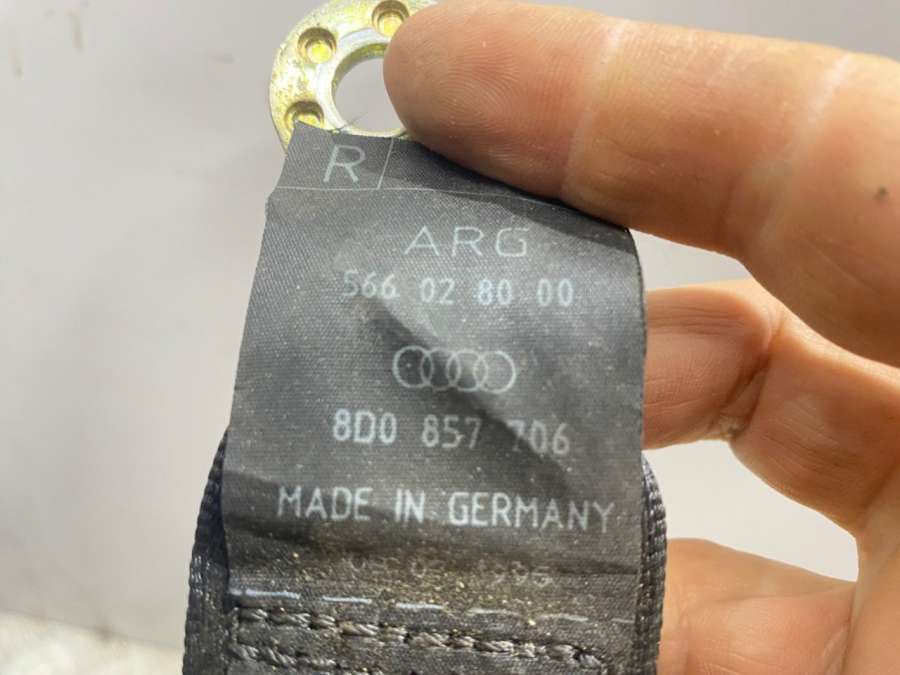 R
ARG
566 02 80 00
8D0 857 706
MADE IN GERMANY